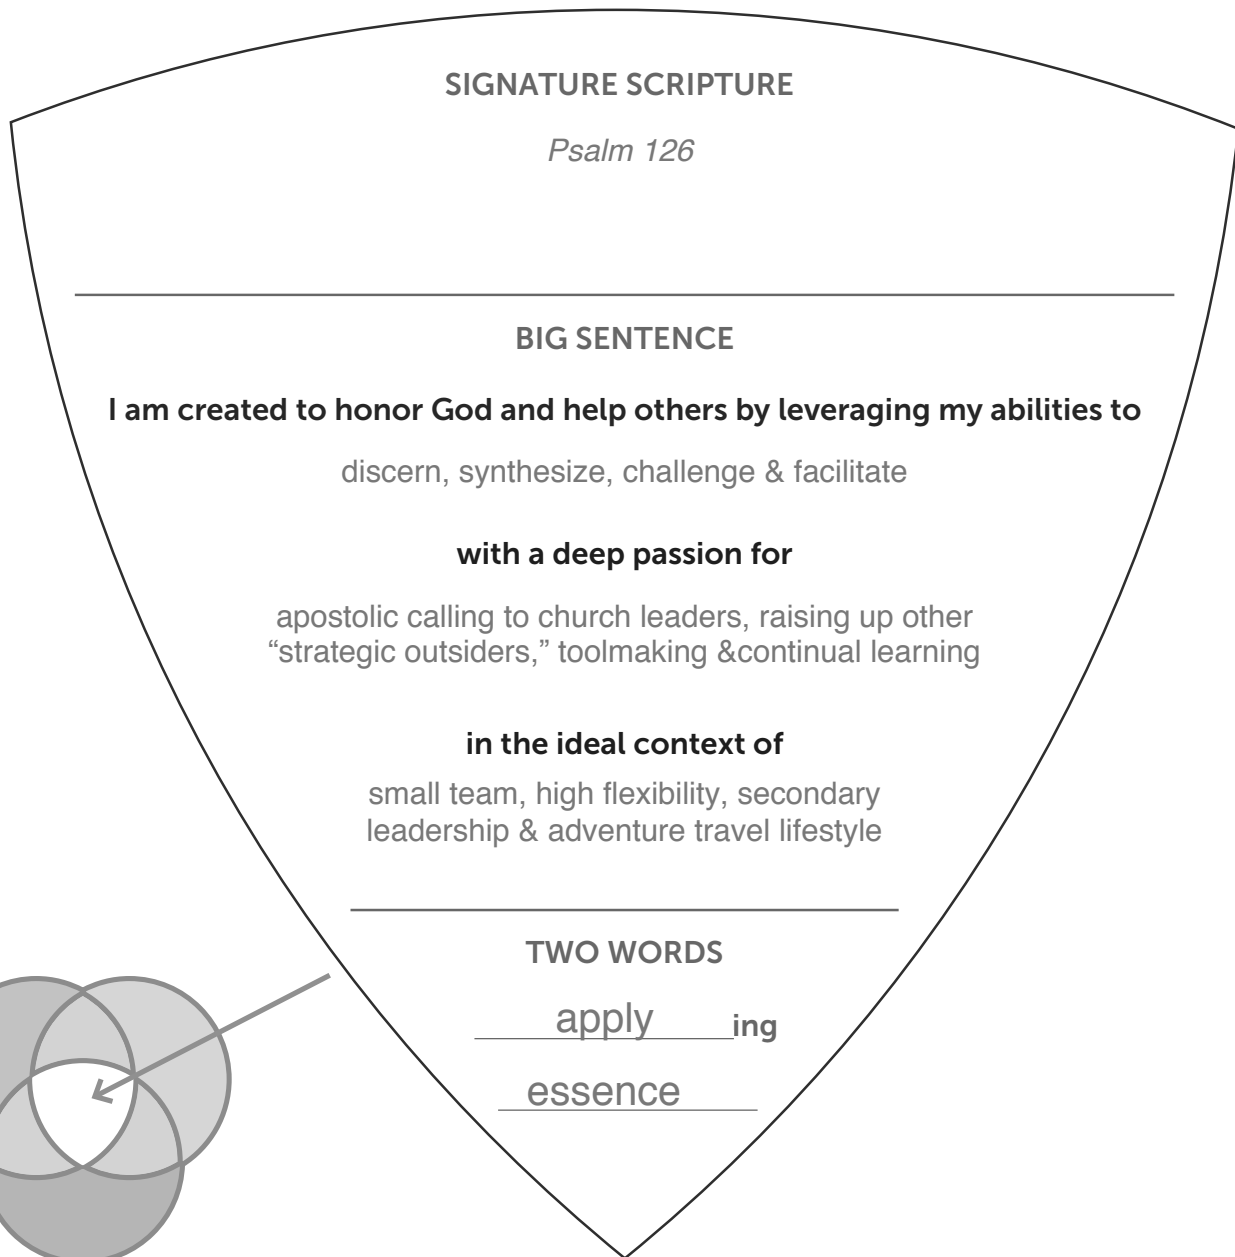 SIGNATURE SCRIPTURE
Psalm 126
BIG SENTENCE
I am created to honor God and help others by leveraging my abilities to
discern, synthesize, challenge & facilitate
with a deep passion for
apostolic calling to church leaders, raising up other
“strategic outsiders,” toolmaking &continual learning
in the ideal context of
small team, high flexibility, secondary
leadership & adventure travel lifestyle
TWO WORDS
apply ing
essence